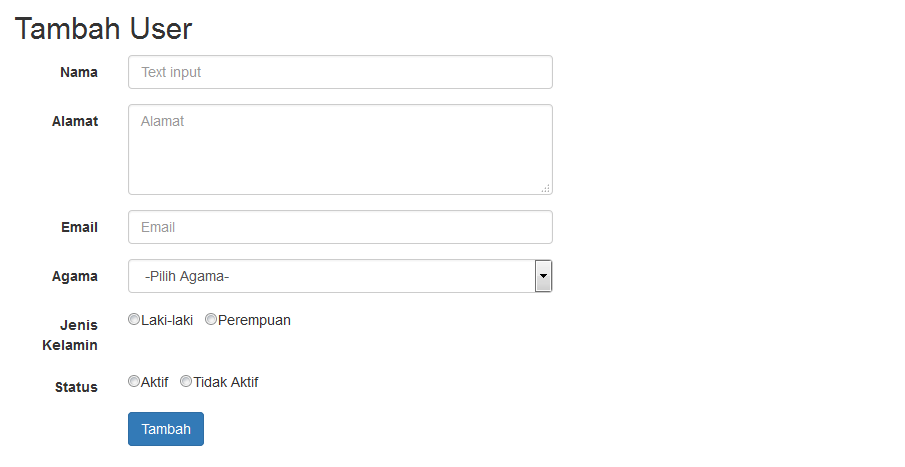 Tambah User
Nama
Text input
Alamat
Alamat
Email
Email
Agama
-Pilih Agama-
Jenis Kelamin
Laki-laki Perempuan
Status
Aktif Tidak Aktif
Tambah